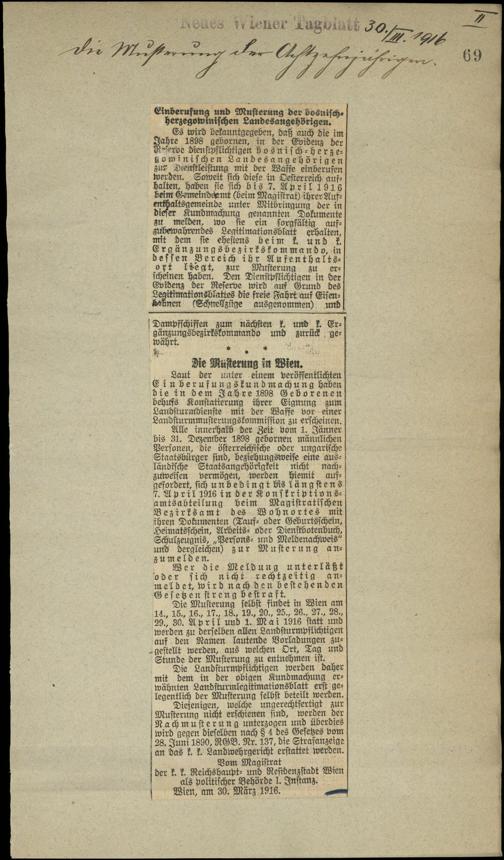 II
Neues Wiener Tagblatt 30./III. 1916
69
Die Musterung der Achtzehnjährigen.
Einberufung und Musterung der bosnisch-
herzegowinischen Landesangehörigen.
Es wird bekanntgegeben, daß auch die im
Jahre 1898 gebornen, in der Evidenz der
Reserve dienstpflichtigen bosnisch-herze-
gowinischen Landesangehörigen
zur Dienstleistung mit der Waffe einberufen
werden. Soweit sich diese in Oesterreich auf-
halten, haben sie sich bis 7. April 1916
beim Gemeindeamt (beim Magistrat) ihrer Auf-
enthaltsgemeinde unter Mitbringung der in
dieser Kundmachung genannten Dokumente
zu melden, wo sie ein sorgfältig auf-
zubewahrendes Legitimationsblatt erhalten,
mit dem sie ehestens beim k. und k.
Ergänzungsbezirkskommando, in
dessen Bereich ihr Aufenthalts-
ort liegt, zur Musterung zu er-
scheinen haben. Den Dienstpflichtigen in der
Evidenz der Reserve wird auf Grund des
Legitimationsblattes die freie Fahrt auf Eisen-
bahnen (Schnellzüge ausgenommen) und
Dampfschiffen zum nächsten k. und k. Er-
gänzungsbezirkskommando und zurück ge-
währt.
* * *
Die Musterung in Wien.
Laut der unter einem veröffentlichten
Einberufungskundmachung haben
die in dem Jahre 1898 Geborenen
behufs Konstatierung ihrer Eignung zum
Landsturmdienste mit der Waffe vor einer
Landsturmmusterungskommission zu erscheinen.
Alle innerhalb der Zeit vom 1. Jänner
bis 31. Dezember 1898 gebornen männlichen
Personen, die österreichische oder ungarische
Staatsbürger sind, beziehungsweise eine aus-
ländische Staatsangehörigkeit nicht nach-
zuweisen vermögen, werden hiemit auf-
gefordert, sich unbedingt bis längstens
7. April 1916 in der Konskriptions-
amtsabteilung beim Magistratischen
Bezirksamt des Wohnortes mit
ihren Dokumenten (Tauf- oder Geburtsschein,
Heimatsschein, Arbeits- oder Dienstbotenbuch,
Schulzeugnis, „Persons- und Meldenachweis"
und dergleichen) zur Musterung an-
zumelden.
Wer die Meldung unterläßt
oder sich nicht rechtzeitig an-
meldet, wird nach den bestehenden
Gesetzen streng bestraft.
Die Musterung selbst findet in Wien am
14., 15., 16., 17., 18., 19., 20., 25., 26., 27., 28.,
29., 30. April und 1. Mai 1916 statt und
werden zu derselben allen Landsturmpflichtigen
auf den Namen lautende Vorladungen zu-
gestellt werden, aus welchen Ort, Tag und
Stunde der Musterung zu entnehmen ist.
Die Landsturmpflichtigen werden daher
mit dem in der obigen Kundmachung er-
wähnten Landsturmlegitimationsblatt erst ge-
legentlich der Musterung selbst beteilt werden.
Diejenigen, welche ungerechtfertigt zur
Musterung nicht erschienen sind, werden der
Nachmusterung unterzogen und überdies
wird gegen dieselben nach § 4 des Gesetzes vom
28. Juni 1890, RGB. Nr. 137, die Strafanzeige
an das k. k. Landwehrgericht erstattet werden.
Vom Magistrat
der k. k. Reichshaupt- und Residenzstadt Wien
als politischer Behörde I. Instanz.
Wien, am 30. März 1916.